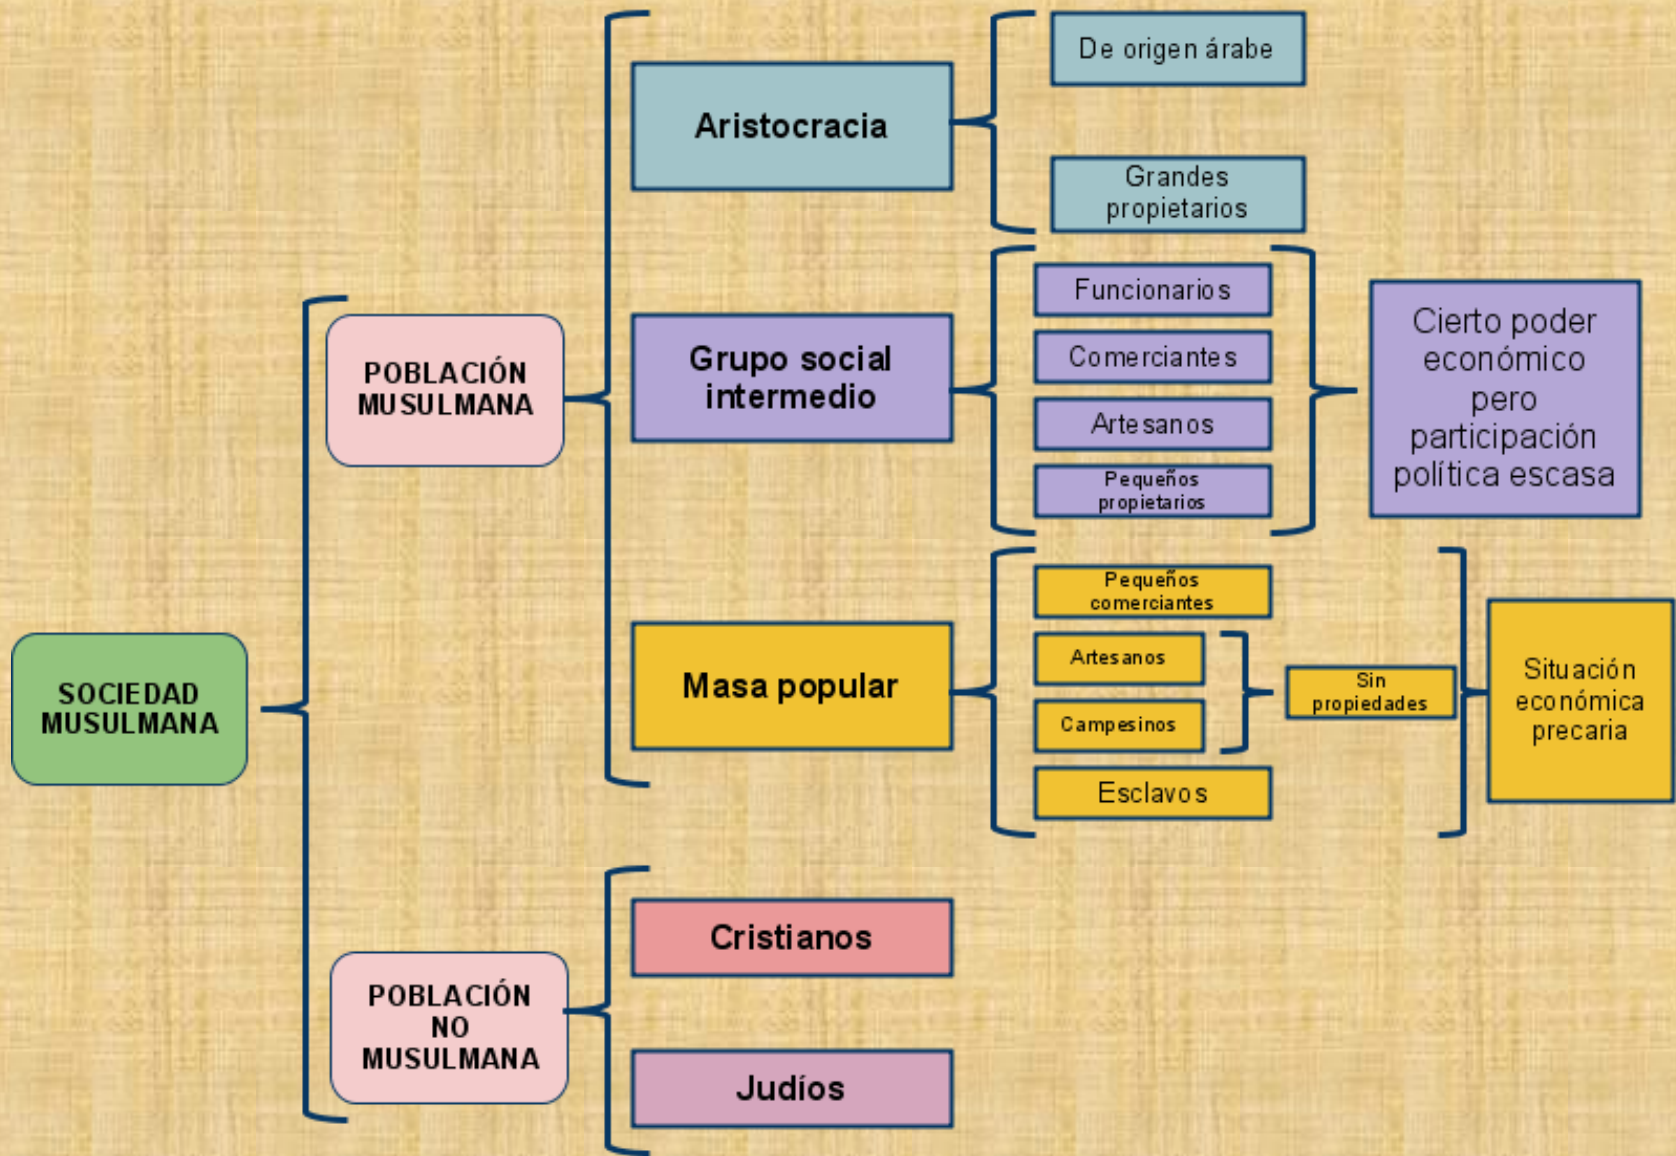 SOCIEDAD
MUSULMANA
POBLACIÓN
MUSULMANA
Aristocracia
De origen árabe
Grandes
propietarios
Grupo social
intermedio
Funcionarios
Comerciantes
Artesanos
Pequeños
propietarios
Cierto poder
económico
pero
participación
política escasa
Masa popular
Pequeños
comerciantes
Artesanos
Campesinos
Sin
propiedades
Esclavos
Situación
económica
precaria
POBLACIÓN
NO
MUSULMANA
Cristianos
Judíos